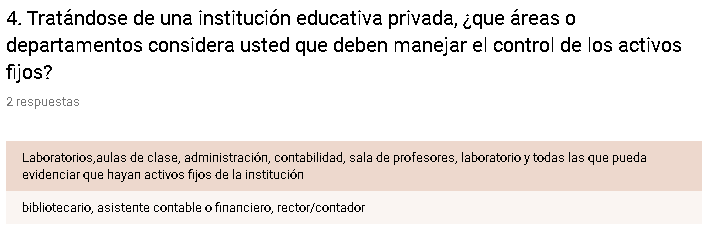 4. Tratándose de una institución educativa privada, ¿que áreas o
departamentos considera usted que deben manejar el control de los activos
fijos?
2 respuestas
Laboratorios,aulas de clase, administración, contabilidad, sala de profesores, laboratorio y todas las que pueda
evidenciar que hayan activos fijos de la institución
bibliotecario, asistente contable o financiero, rector/contador